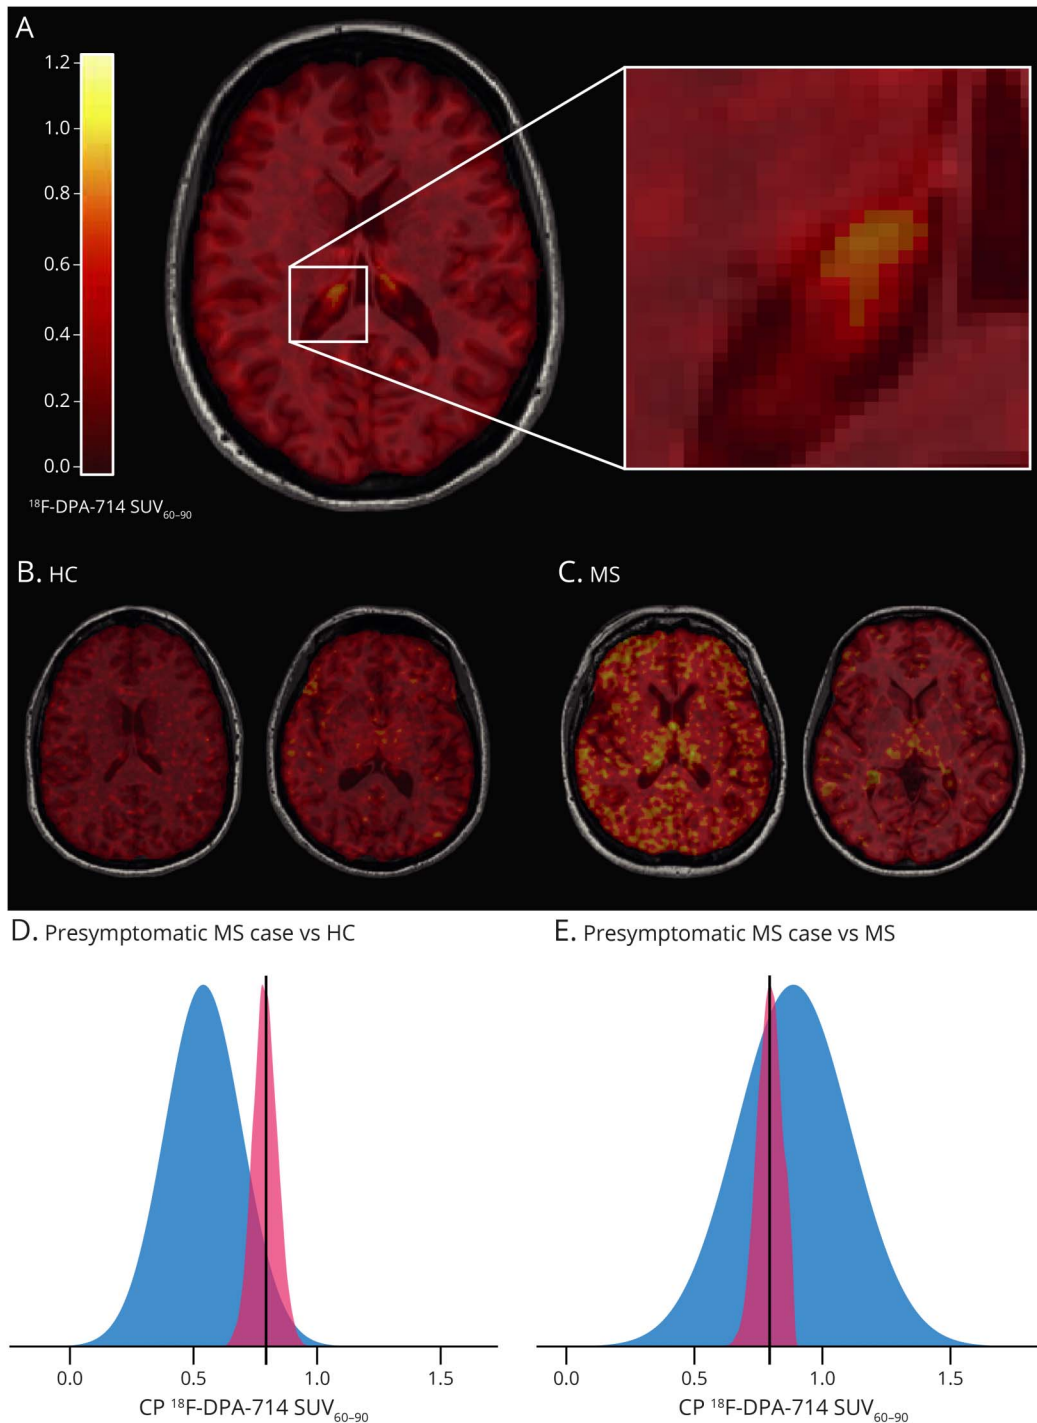 A
1.2
1.0
0.8
0.6
0.4
0.2
0.0
¹⁸F-DPA-714 SUV₆₀₋₉₀
B. HC
C. MS
D. Presymptomatic MS case vs HC
E. Presymptomatic MS case vs MS
0.0 0.5 1.0 1.5
CP ¹⁸F-DPA-714 SUV₆₀₋₉₀
0.0 0.5 1.0 1.5
CP ¹⁸F-DPA-714 SUV₆₀₋₉₀